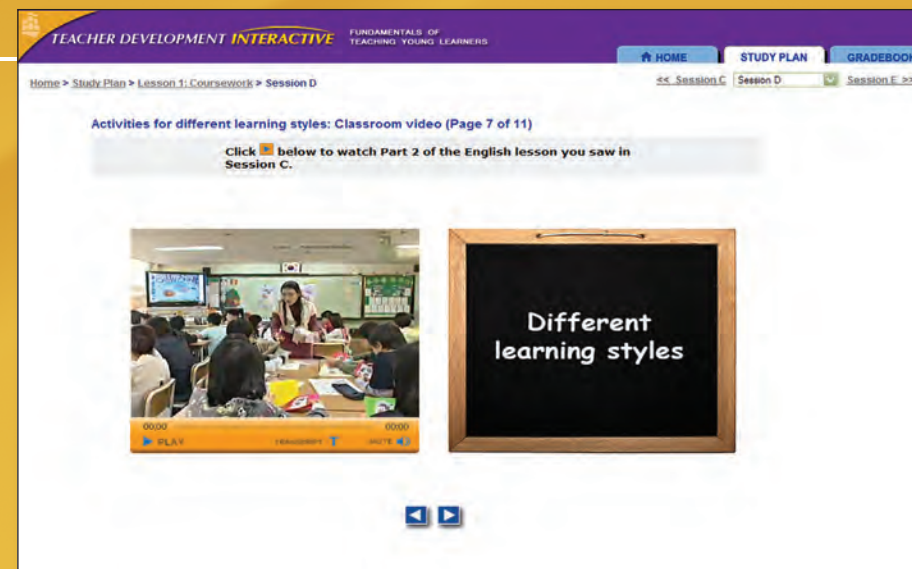 TEACHER DEVELOPMENT INTERACTIVE
FUNDAMENTALS OF
TEACHING YOUNG LEARNERS
HOME
STUDY PLAN
GRADEBOOK
Home > Study Plan > Lesson 1: Coursework > Session D
<< Session C
Session D
Session E >>
Activities for different learning styles: Classroom video (Page 7 of 11)
Click below to watch Part 2 of the English lesson you saw in
Session C.
Different
learning styles
00:00
00:00
PLAY
TRANSCRIPT T
MUTE